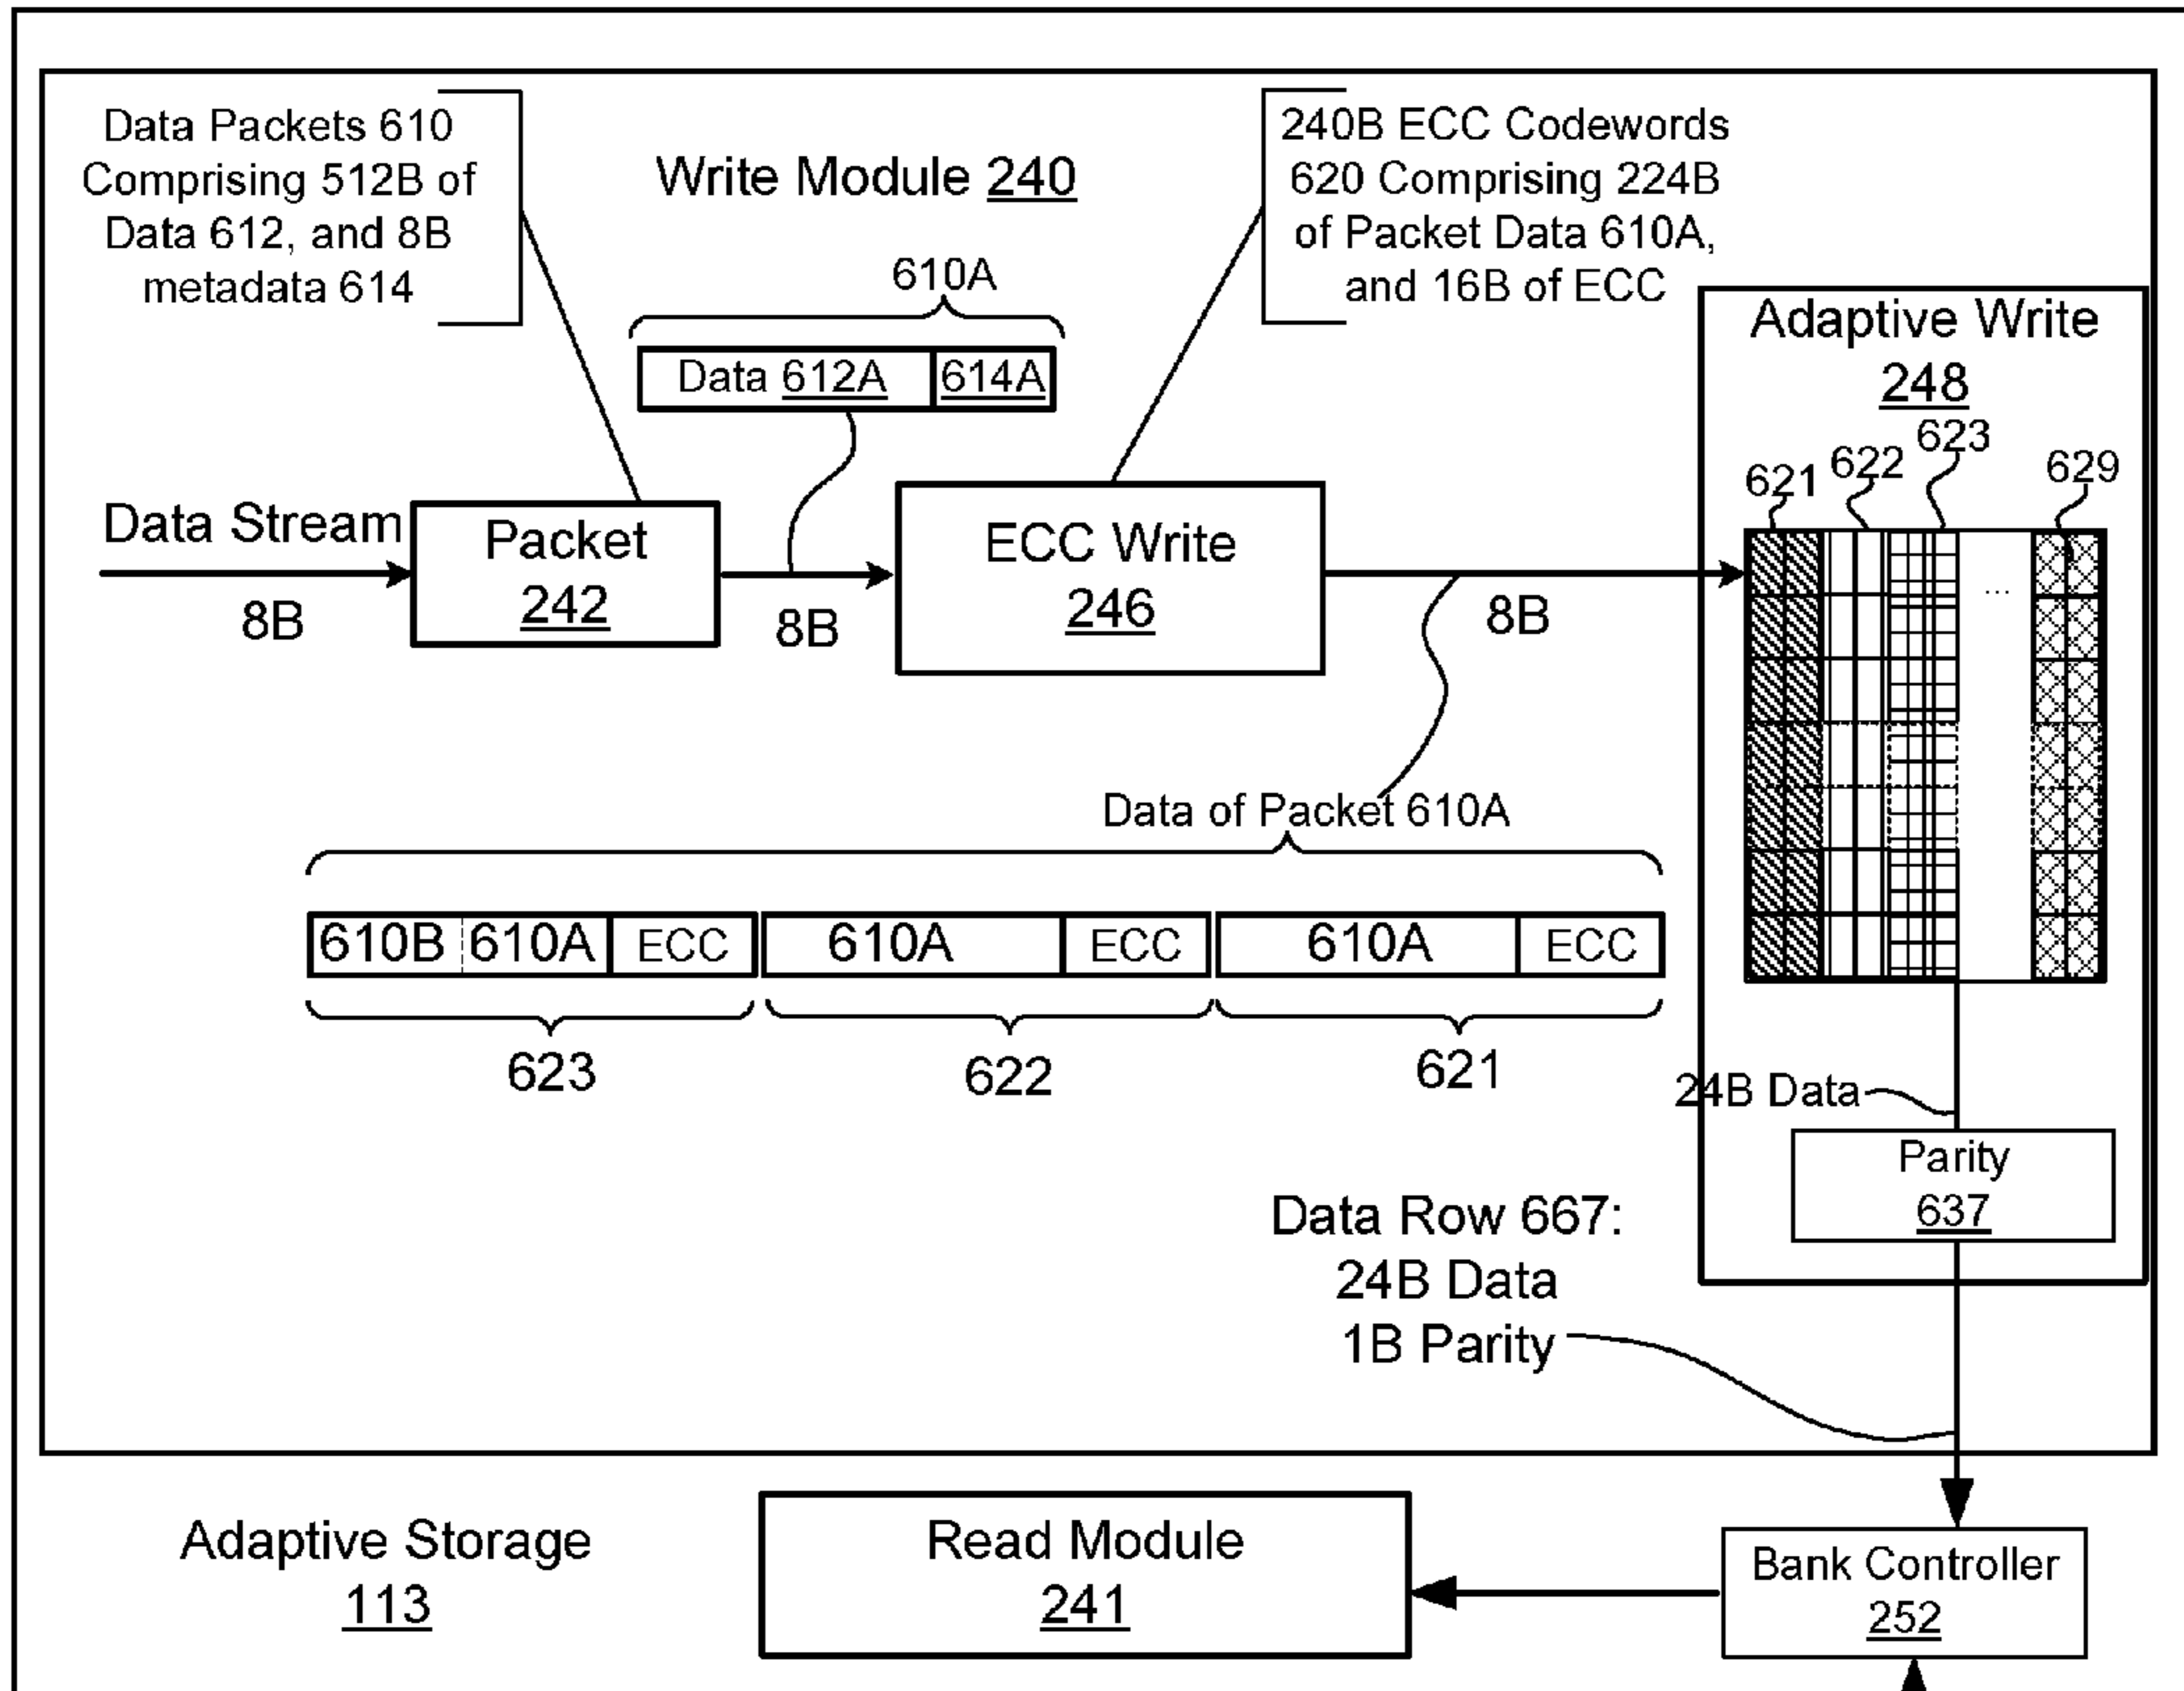 Data Packets 610
Comprising 512B of
Data 612, and 8B
metadata 614
Write Module 240
240B ECC Codewords
620 Comprising 224B
of Packet Data 610A,
and 16B of ECC
610A
Data 612A
614A
Adaptive Write
248
621
622
623
629
Data Stream
8B
Packet
242
8B
ECC Write
246
8B
...
Data of Packet 610A
610B
610A
ECC
610A
ECC
610A
ECC
623
622
621
24B Data
Parity
637
Data Row 667:
24B Data
1B Parity
Adaptive Storage
113
Read Module
241
Bank Controller
252